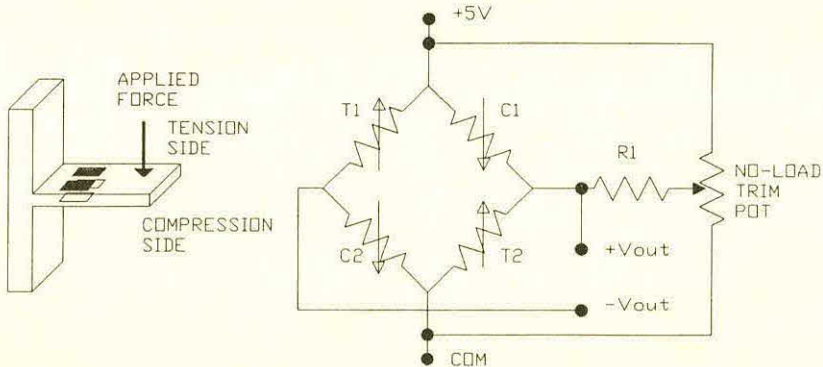 +5V
APPLIED
FORCE
TENSION
SIDE
COMPRESSION
SIDE
T1
C1
C2
T2
R1
NO-LOAD
TRIM
POT
+Vout
-Vout
COM